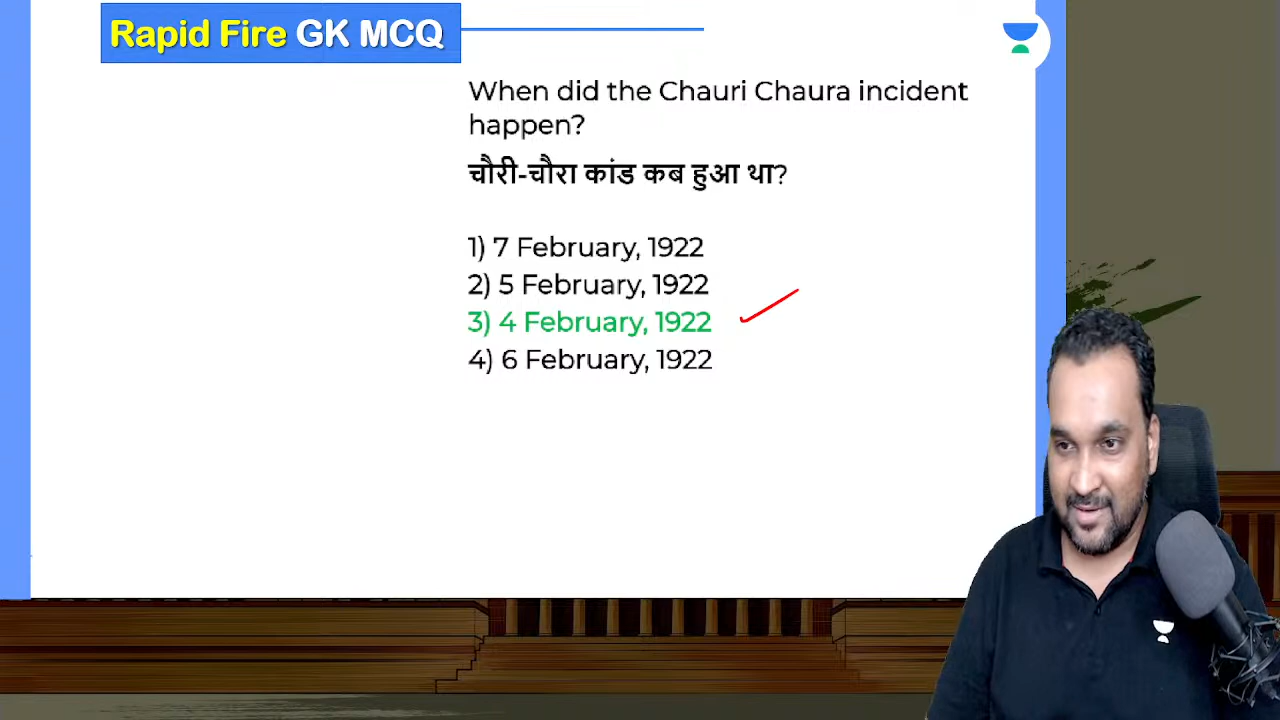 Rapid Fire GK MCQ
When did the Chauri Chaura incident
happen?
चौरी-चौरा कांड कब हुआ था?
1) 7 February, 1922
2) 5 February, 1922
3) 4 February, 1922
4) 6 February, 1922